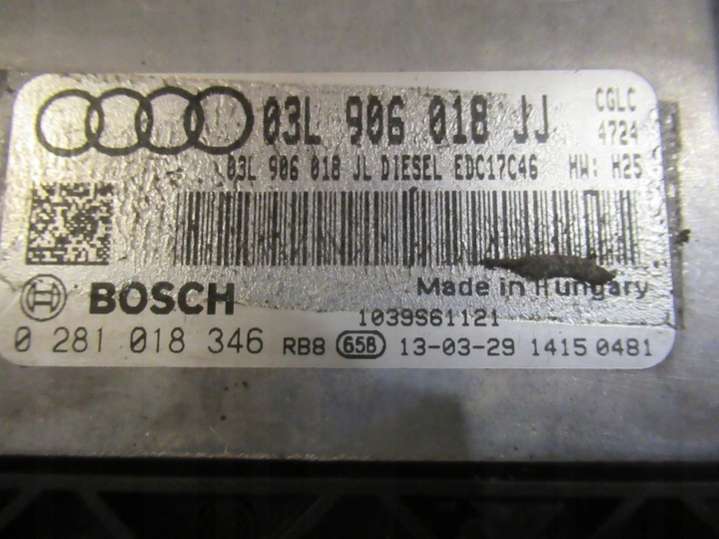 03L 906 018 JJ CGLC
4724
03L 906 018 JL DIESEL EDC17C46 HW: H25
BOSCH
Made in Hungary
1039S61121
0 281 018 346 RB8 658 13-03-29 1415 0481